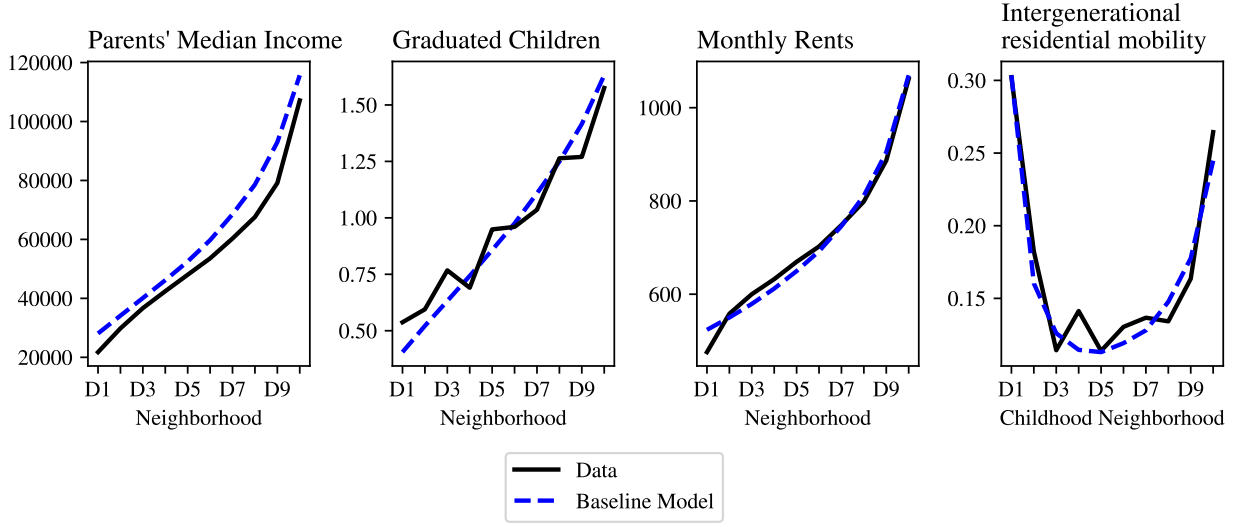 Parents' Median Income
120000
100000
80000
60000
40000
20000
D1 D3 D5 D7 D9
Neighborhood
Graduated Children
1.50
1.25
1.00
0.75
0.50
D1 D3 D5 D7 D9
Neighborhood
Monthly Rents
1000
800
600
D1 D3 D5 D7 D9
Neighborhood
Intergenerational
residential mobility
0.30
0.25
0.20
0.15
D1 D3 D5 D7 D9
Childhood Neighborhood
Data
Baseline Model